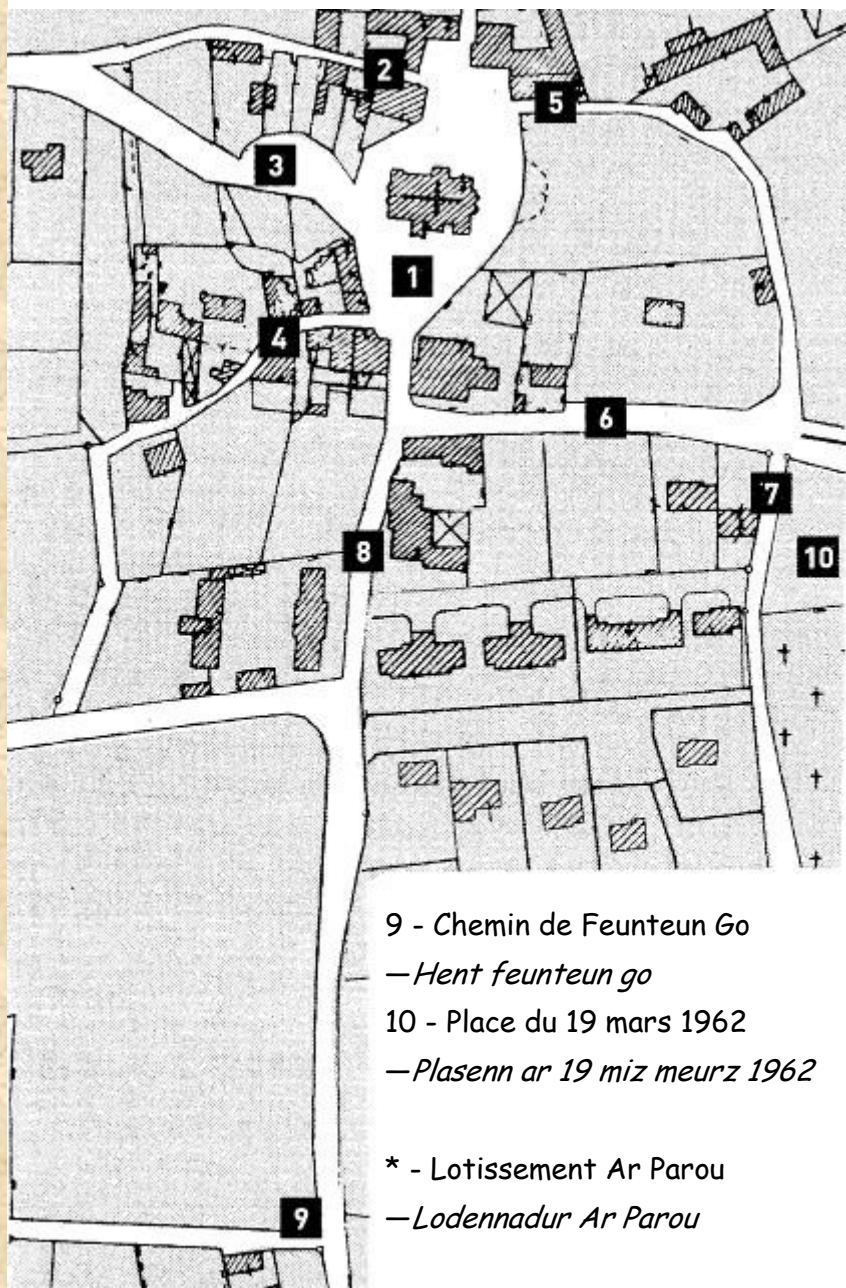 2
5
3
1
4
6
7
8
10
9 - Chemin de Feunteun Go
—Hent feunteun go
10 - Place du 19 mars 1962
—Plasenn ar 19 miz meurz 1962
* - Lotissement Ar Parou
—Lodennadur Ar Parou
9